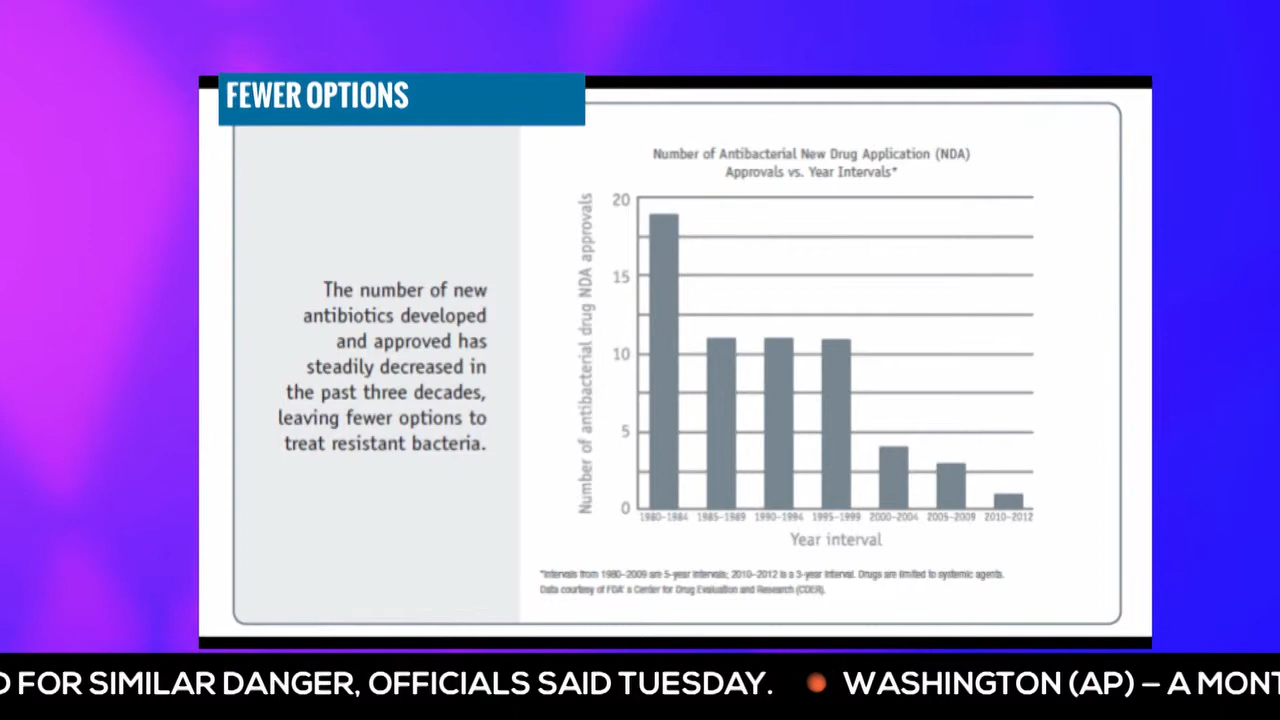 FEWER OPTIONS
The number of new
antibiotics developed
and approved has
steadily decreased in
the past three decades,
leaving fewer options to
treat resistant bacteria.
Number of Antibacterial New Drug Application (NDA)
Approvals vs. Year Intervals*
Number of antibacterial drug NDA approvals
20
15
10
5
0
1980–1984 1985–1989 1990–1994 1995–1999 2000–2004 2005–2009 2010–2012
Year interval
*Intervals from 1980–2009 are 5-year intervals; 2010–2012 is a 3-year interval. Drugs are limited to systemic agents.
Data courtesy of FDA's Center for Drug Evaluation and Research (CDER).
D FOR SIMILAR DANGER, OFFICIALS SAID TUESDAY. WASHINGTON (AP) – A MONT